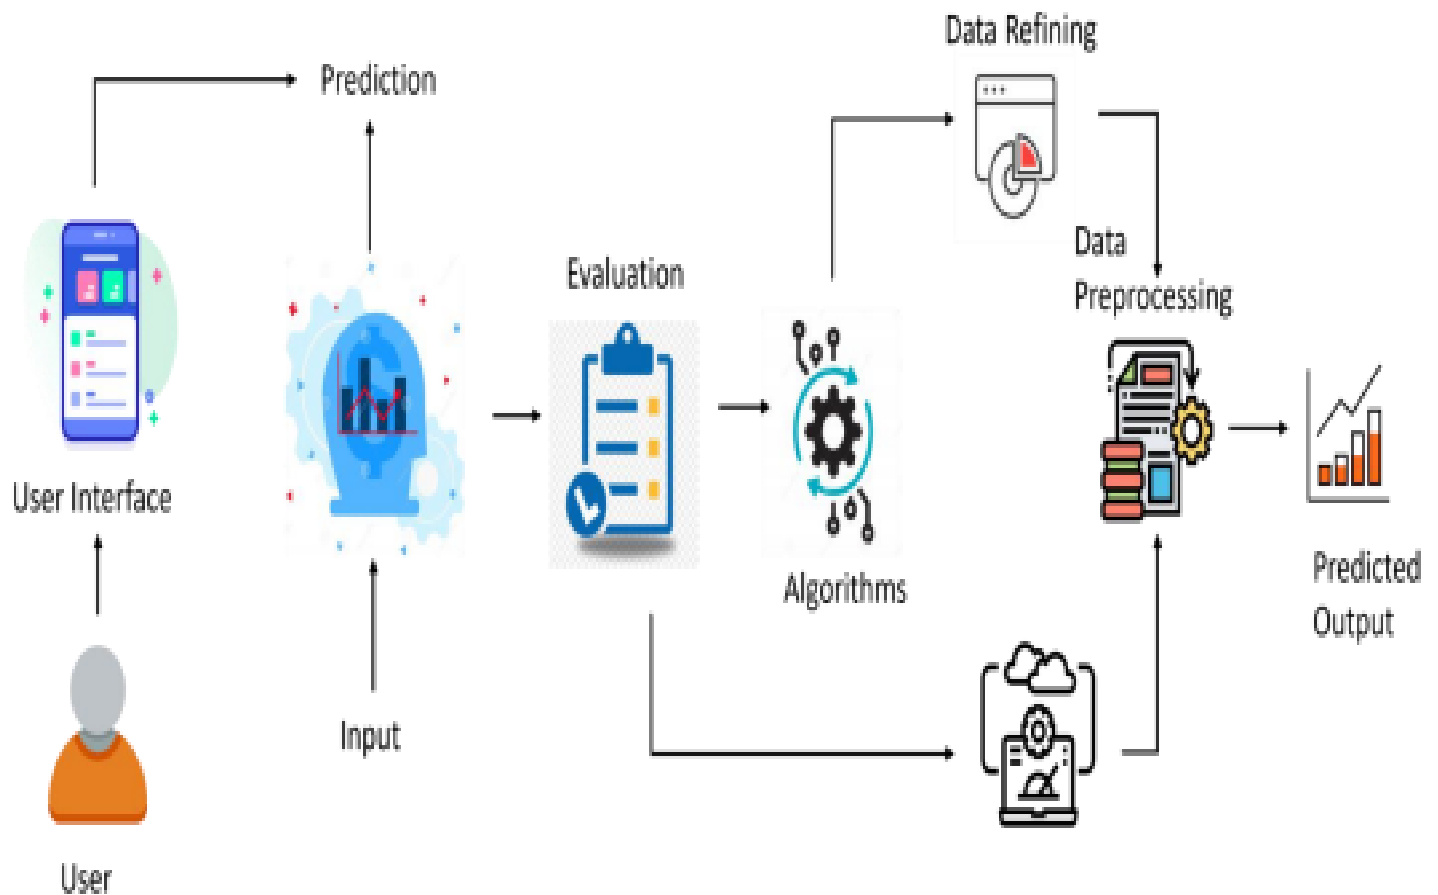 Data Refining
Prediction
Data
Preprocessing
Evaluation
User Interface
Algorithms
Predicted
Output
Input
User